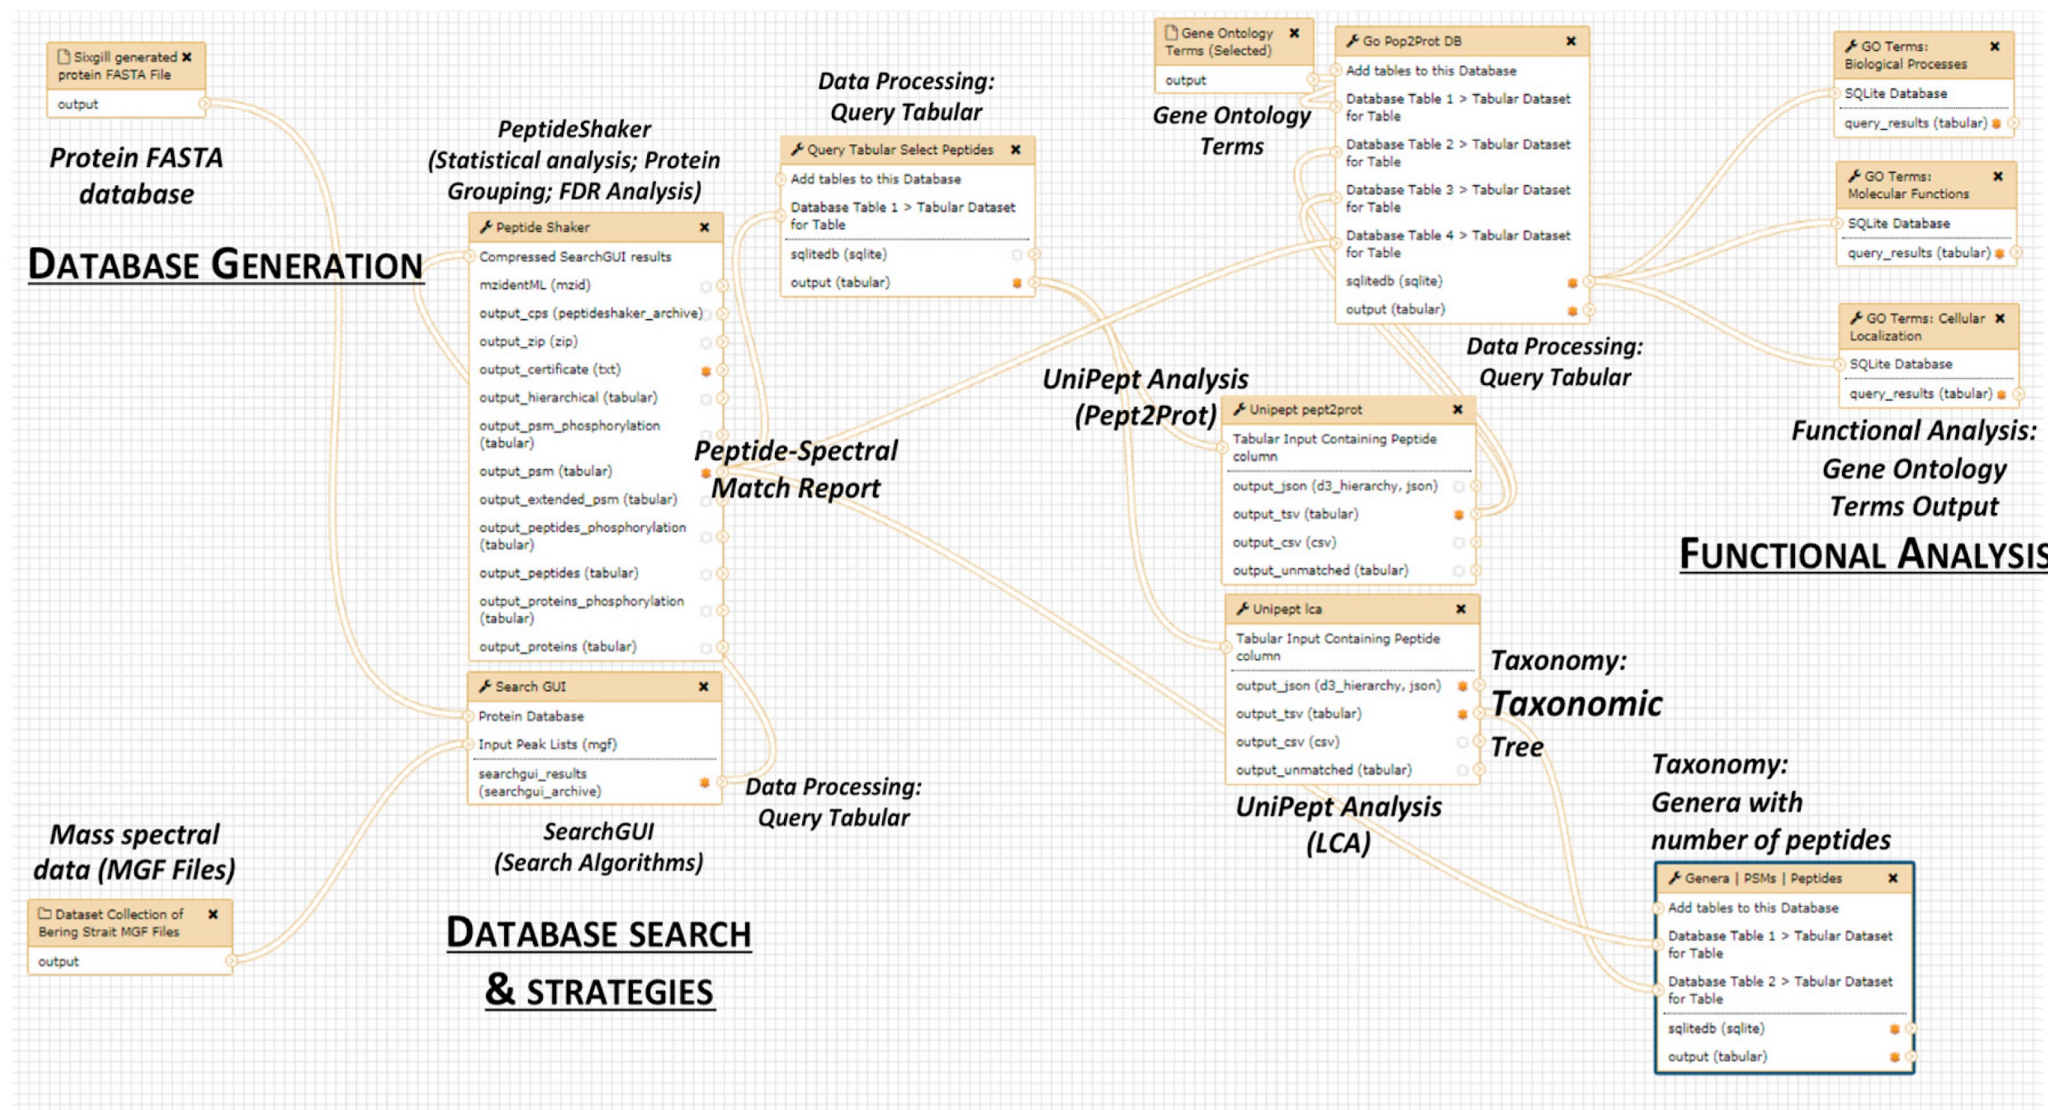 Sixgill generated
protein FASTA File
output
Protein FASTA
database
DATABASE GENERATION
Mass spectral
data (MGF Files)
Dataset Collection of
Bering Strait MGF Files
output
PeptideShaker
(Statistical analysis; Protein
Grouping; FDR Analysis)
Peptide Shaker
Compressed SearchGUI results
mzidentML (mzid)
output_cps (peptideshaker_archive)
output_zip (zip)
output_certificate (txt)
output_hierarchical (tabular)
output_psm_phosphorylation
(tabular)
output_psm (tabular)
output_extended_psm (tabular)
output_peptides_phosphorylation
(tabular)
output_peptides (tabular)
output_proteins_phosphorylation
(tabular)
output_proteins (tabular)
Peptide-Spectral
Match Report
Search GUI
Protein Database
Input Peak Lists (mgf)
searchgui_results
(searchgui_archive)
SearchGUI
(Search Algorithms)
DATABASE SEARCH
& STRATEGIES
Data Processing:
Query Tabular
Data Processing:
Query Tabular
Query Tabular Select Peptides
Add tables to this Database
Database Table 1 > Tabular Dataset
for Table
sqlitedb (sqlite)
output (tabular)
Gene Ontology
Terms (Selected)
output
Gene Ontology
Terms
Go Pop2Prot DB
Add tables to this Database
Database Table 1 > Tabular Dataset
for Table
Database Table 2 > Tabular Dataset
for Table
Database Table 3 > Tabular Dataset
for Table
Database Table 4 > Tabular Dataset
for Table
sqlitedb (sqlite)
output (tabular)
Data Processing:
Query Tabular
UniPept Analysis
(Pept2Prot)
Unipept pept2prot
Tabular Input Containing Peptide
column
output_json (d3_hierarchy, json)
output_tsv (tabular)
output_csv (csv)
output_unmatched (tabular)
Unipept lca
Tabular Input Containing Peptide
column
output_json (d3_hierarchy, json)
output_tsv (tabular)
output_csv (csv)
output_unmatched (tabular)
UniPept Analysis
(LCA)
Taxonomy:
Taxonomic
Tree
GO Terms:
Biological Processes
SQLite Database
query_results (tabular)
GO Terms:
Molecular Functions
SQLite Database
query_results (tabular)
GO Terms: Cellular
Localization
SQLite Database
query_results (tabular)
Functional Analysis:
Gene Ontology
Terms Output
FUNCTIONAL ANALYSIS
Taxonomy:
Genera with
number of peptides
Genera | PSMs | Peptides
Add tables to this Database
Database Table 1 > Tabular Dataset
for Table
Database Table 2 > Tabular Dataset
for Table
sqlitedb (sqlite)
output (tabular)